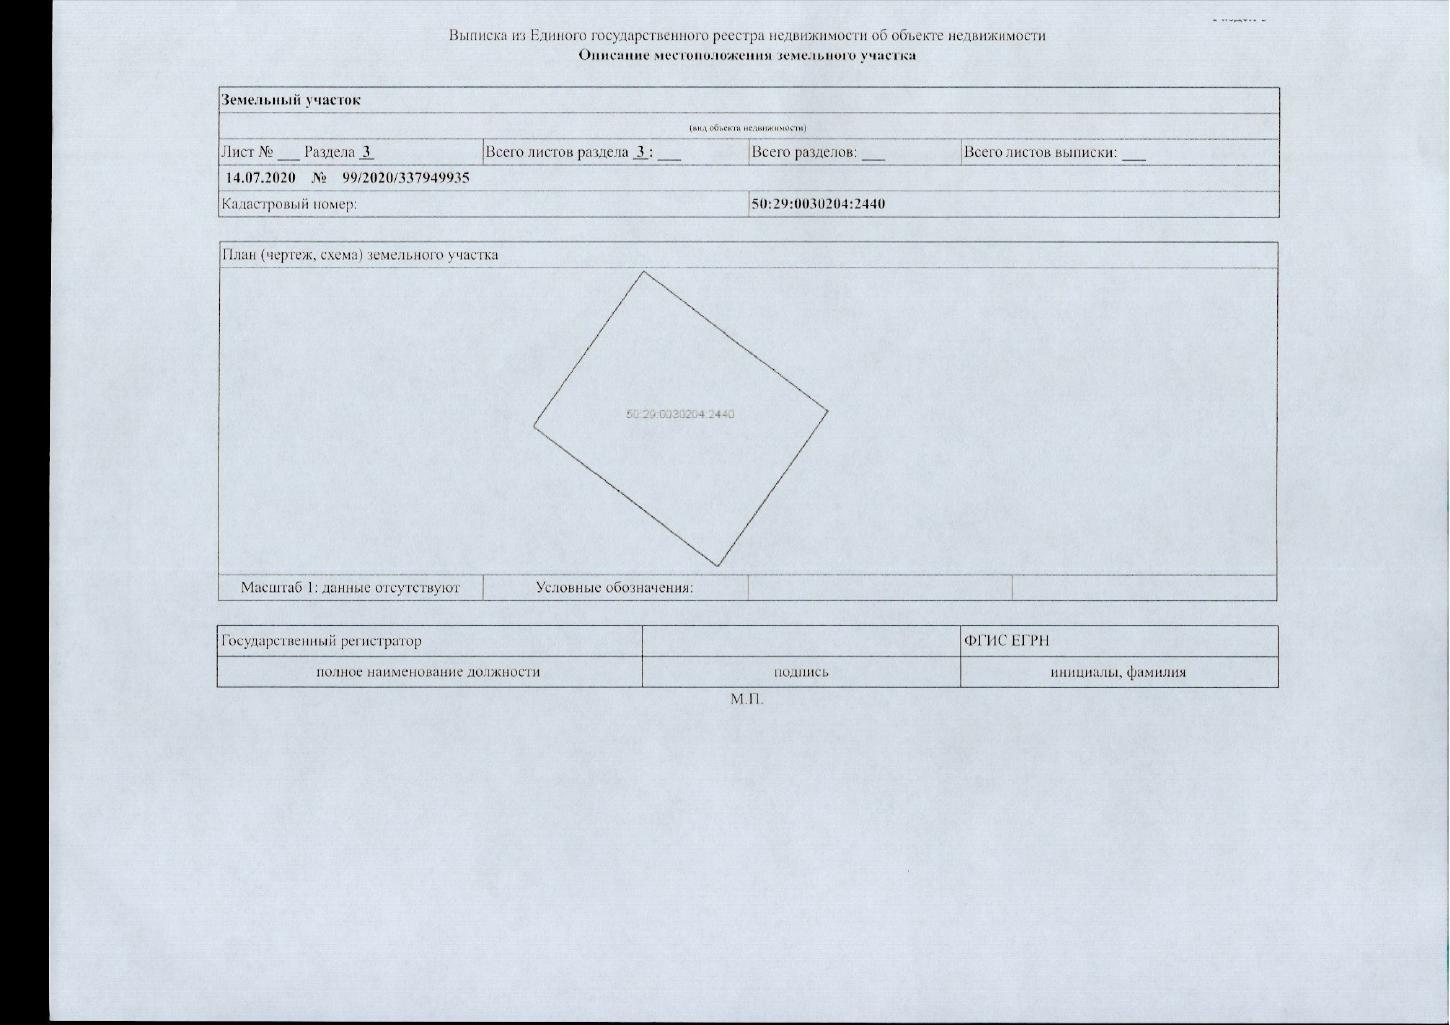 Выписка из Единого государственного реестра недвижимости об объекте недвижимости
Описание местоположения земельного участка
Земельный участок
(вид объекта недвижимости)
Лист № ___ Раздела 3 Всего листов раздела 3 : ___ Всего разделов: ___ Всего листов выписки: ___
14.07.2020 № 99/2020/337949935
Кадастровый номер: 50:29:0030204:2440
План (чертеж, схема) земельного участка
50:29:0030204:2440
Масштаб 1: данные отсутствуют Условные обозначения:
Государственный регистратор ФГИС ЕГРН
полное наименование должности подпись инициалы, фамилия
М.П.